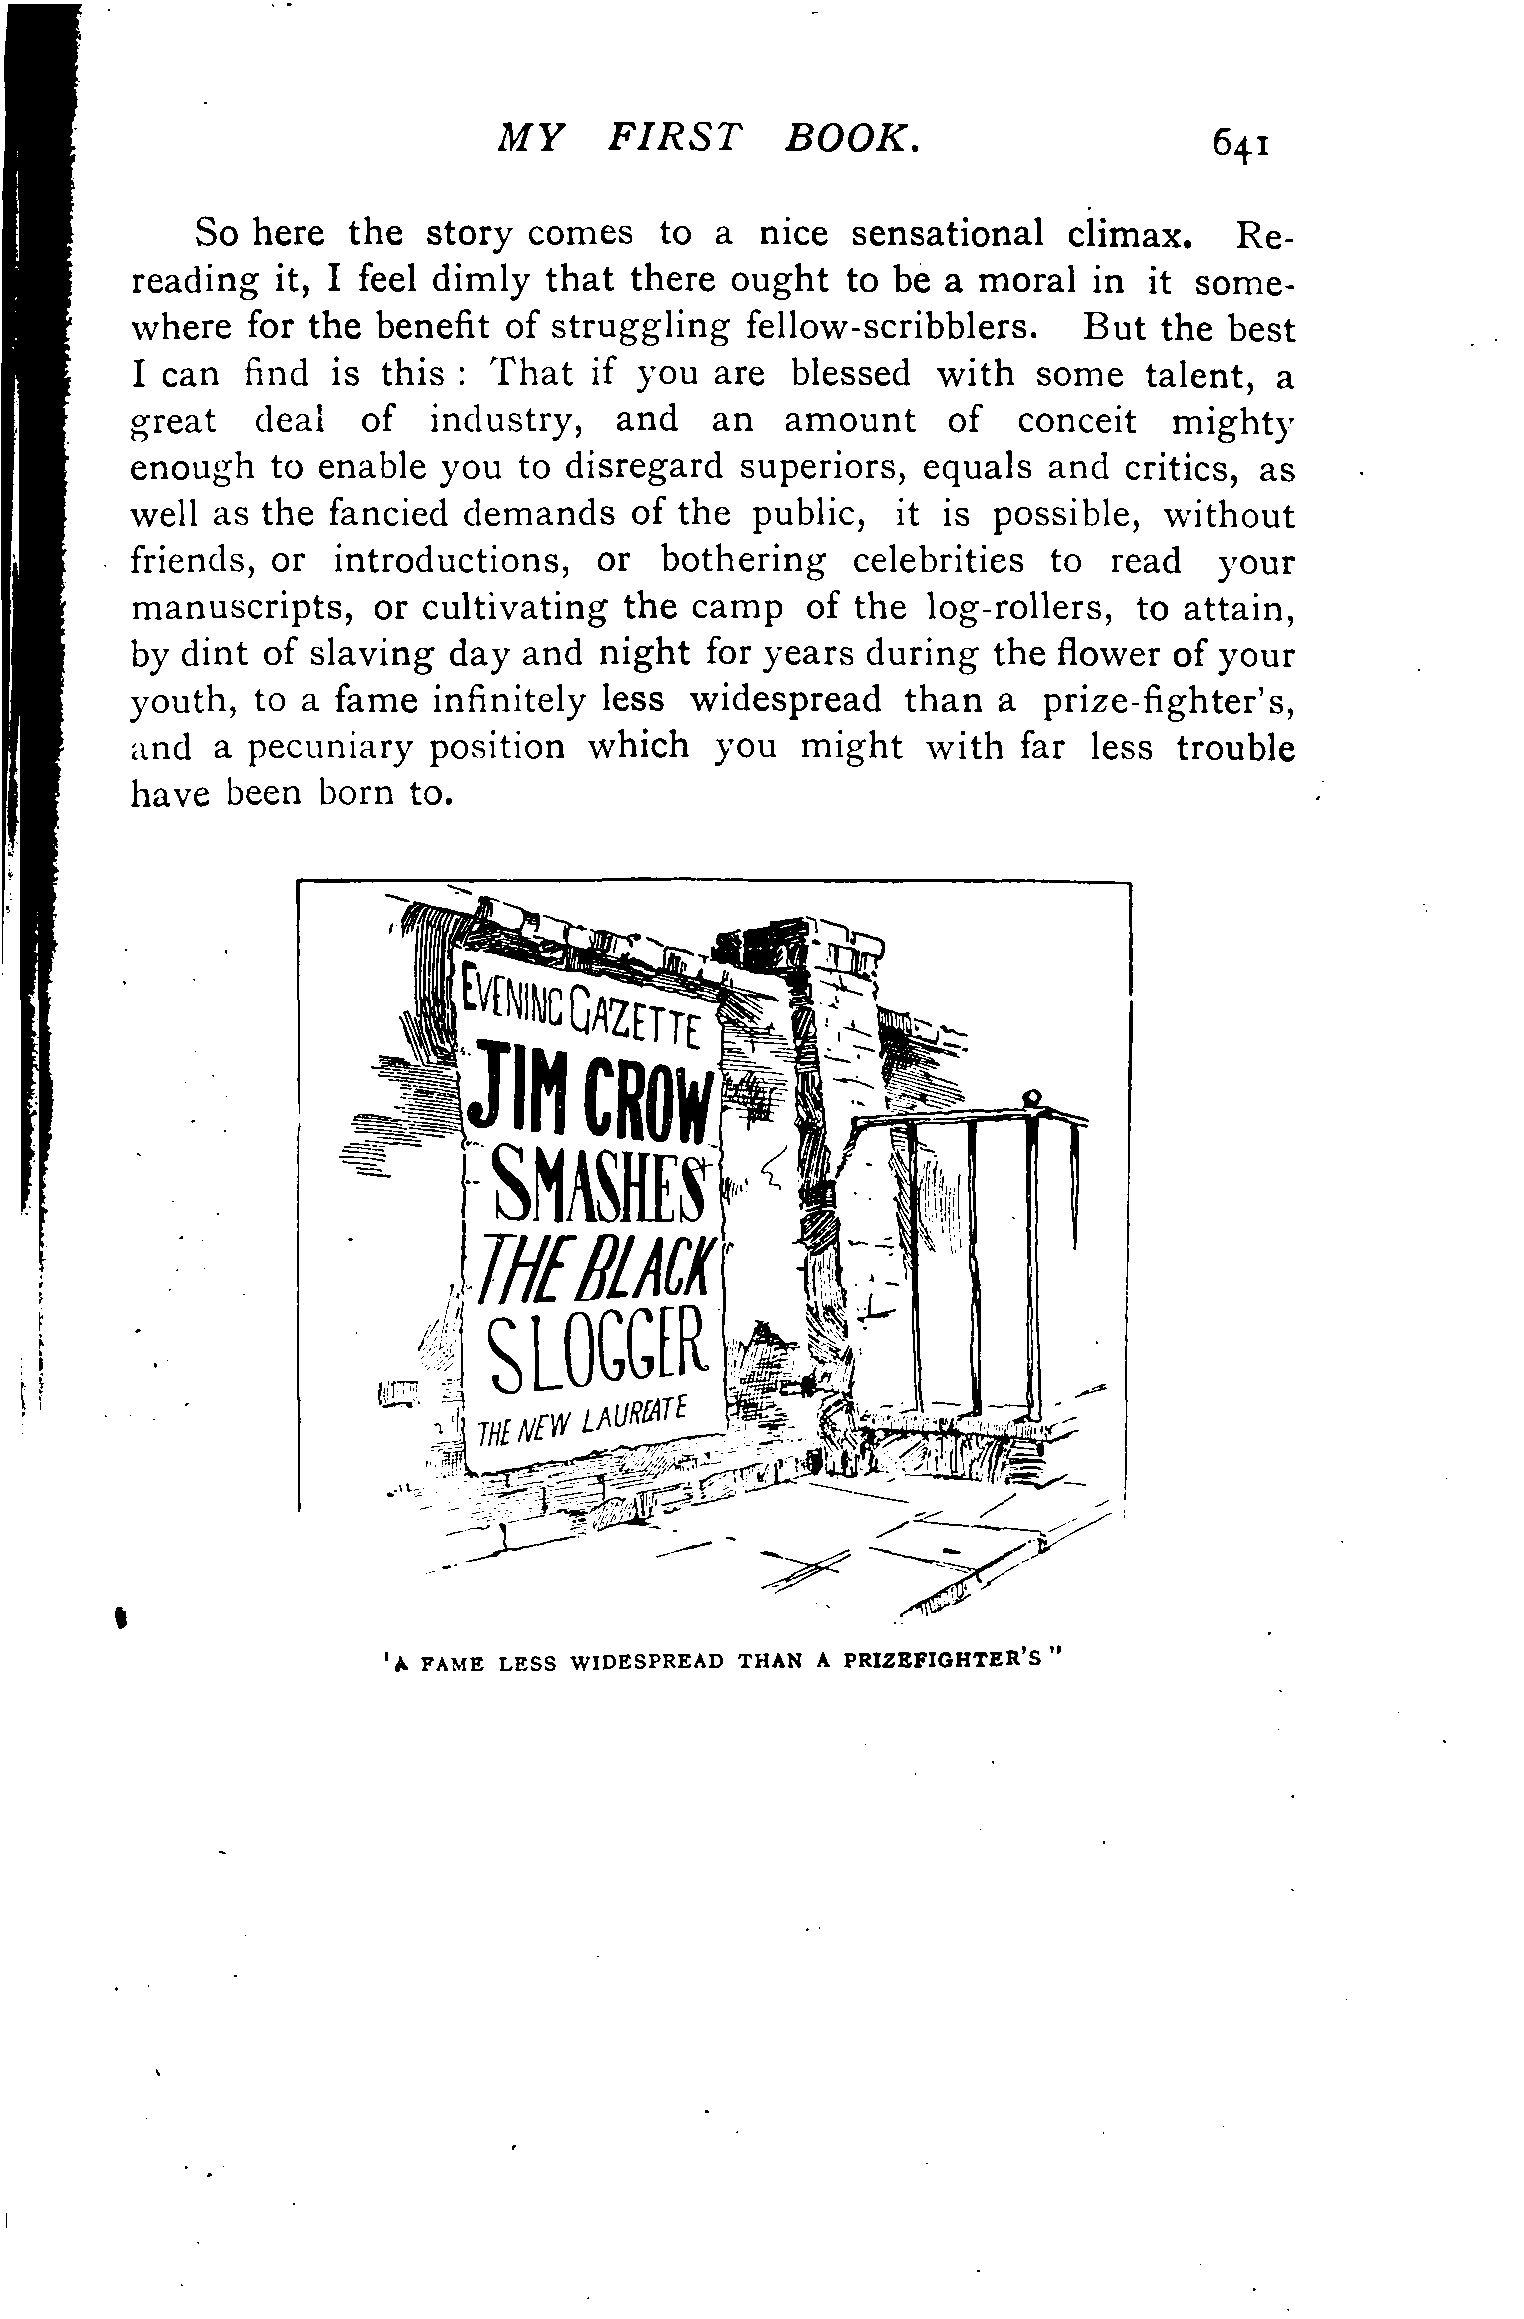 MY FIRST BOOK. 641
So here the story comes to a nice sensational climax. Re-
reading it, I feel dimly that there ought to be a moral in it some-
where for the benefit of struggling fellow-scribblers. But the best
I can find is this : That if you are blessed with some talent, a
great deal of industry, and an amount of conceit mighty
enough to enable you to disregard superiors, equals and critics, as
well as the fancied demands of the public, it is possible, without
friends, or introductions, or bothering celebrities to read your
manuscripts, or cultivating the camp of the log-rollers, to attain,
by dint of slaving day and night for years during the flower of your
youth, to a fame infinitely less widespread than a prize-fighter's,
and a pecuniary position which you might with far less trouble
have been born to.
EVENING GAZETTE
JIM CROW
SMASHES
THE BLACK
SLOGGER
THE NEW LAUREATE
'A FAME LESS WIDESPREAD THAN A PRIZEFIGHTER'S"